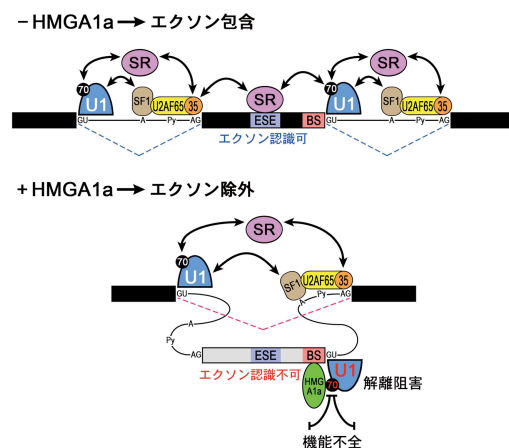 －HMGA1a→エクソン包含
SR SR
70 U1 SF1 U2AF65 35 SR 70 U1 SF1 U2AF65 35
GU A Py AG ESE BS GU A Py AG
エクソン認識可
＋HMGA1a→エクソン除外
SR
70 U1 SF1 U2AF65 35
GU A Py AG
A
Py
AG ESE BS GU
エクソン認識不可 HMG A1a 70 U1 解離阻害
機能不全